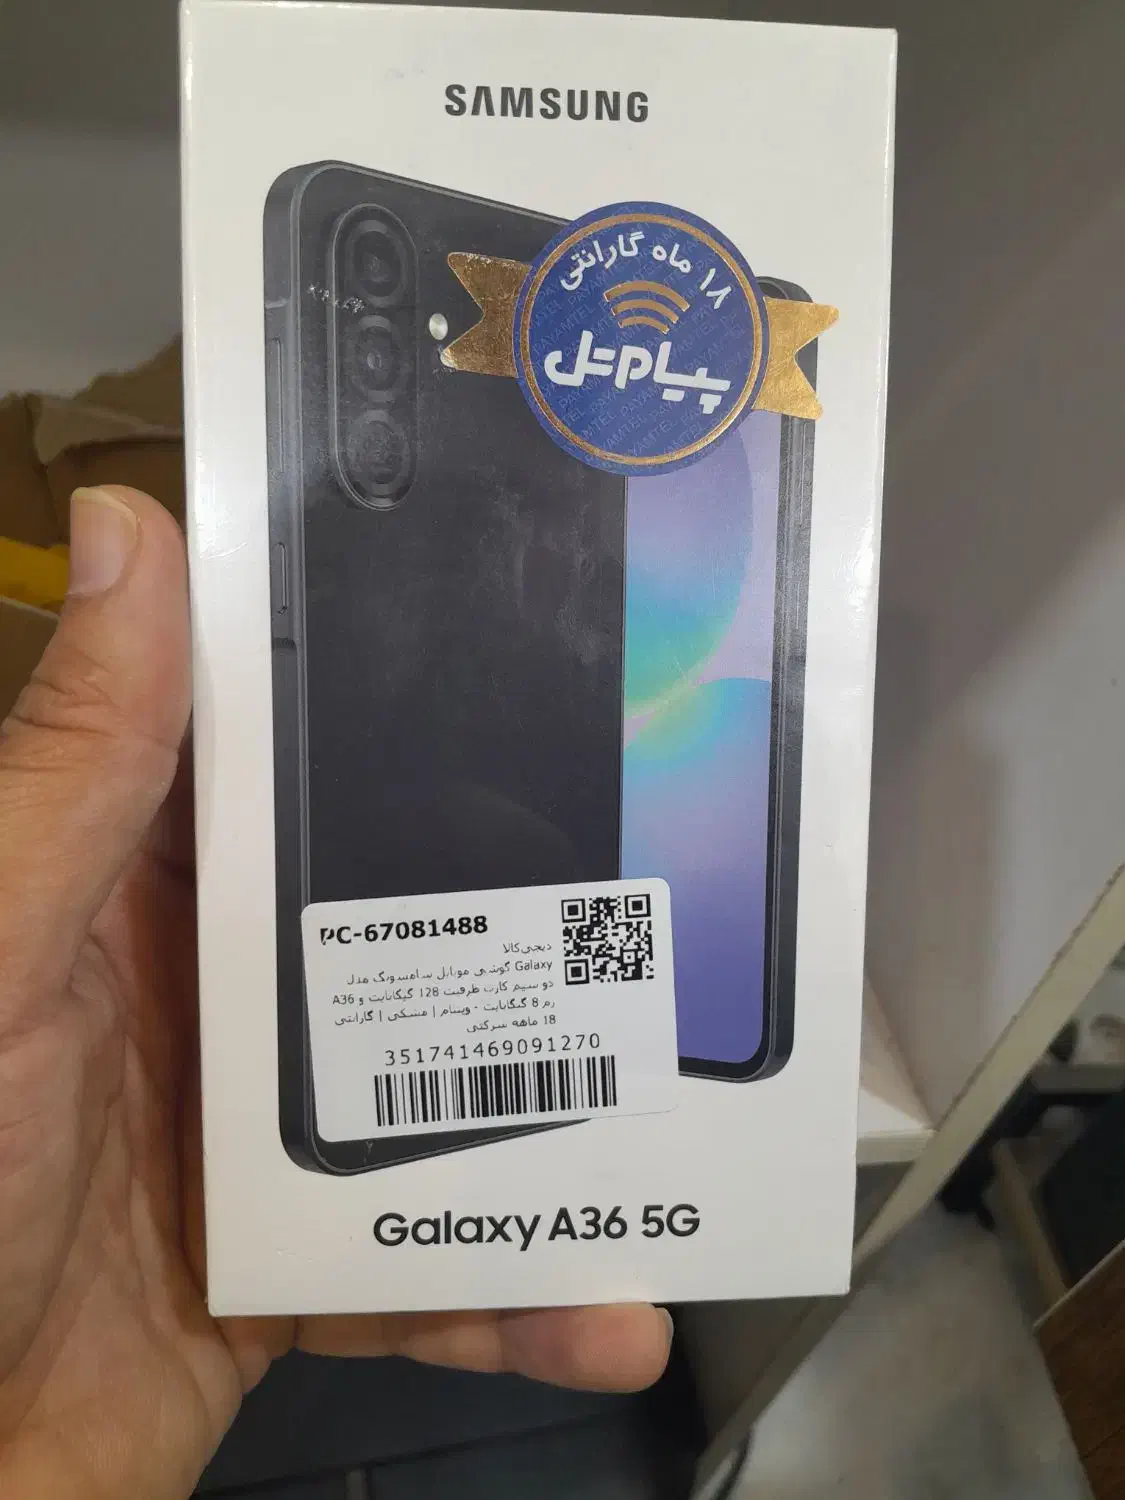 SAMSUNG
۱۸ ماه گارانتی
پیام تل
PC-67081488
دیجی‌کالا
گوشی موبایل سامسونگ مدل Galaxy
A36 دو سیم کارت ظرفیت 128 گیگابایت و
رم 8 گیگابایت - ویتنام | مشکی | گارانتی
18 ماهه شرکتی
351741469091270
Galaxy A36 5G